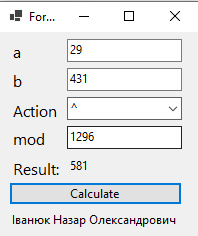 For...
a 29
b 431
Action ^
mod 1296
Result: 581
Calculate
Іванюк Назар Олександрович